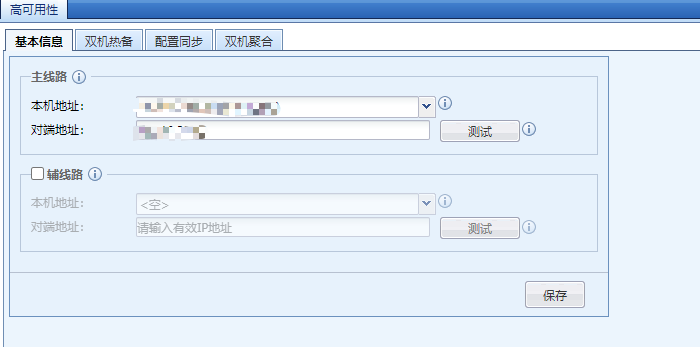 高可用性
基本信息 双机热备 配置同步 双机聚合
主线路
本机地址:
对端地址: 测试
辅线路
本机地址: <空>
对端地址: 请输入有效IP地址 测试
保存